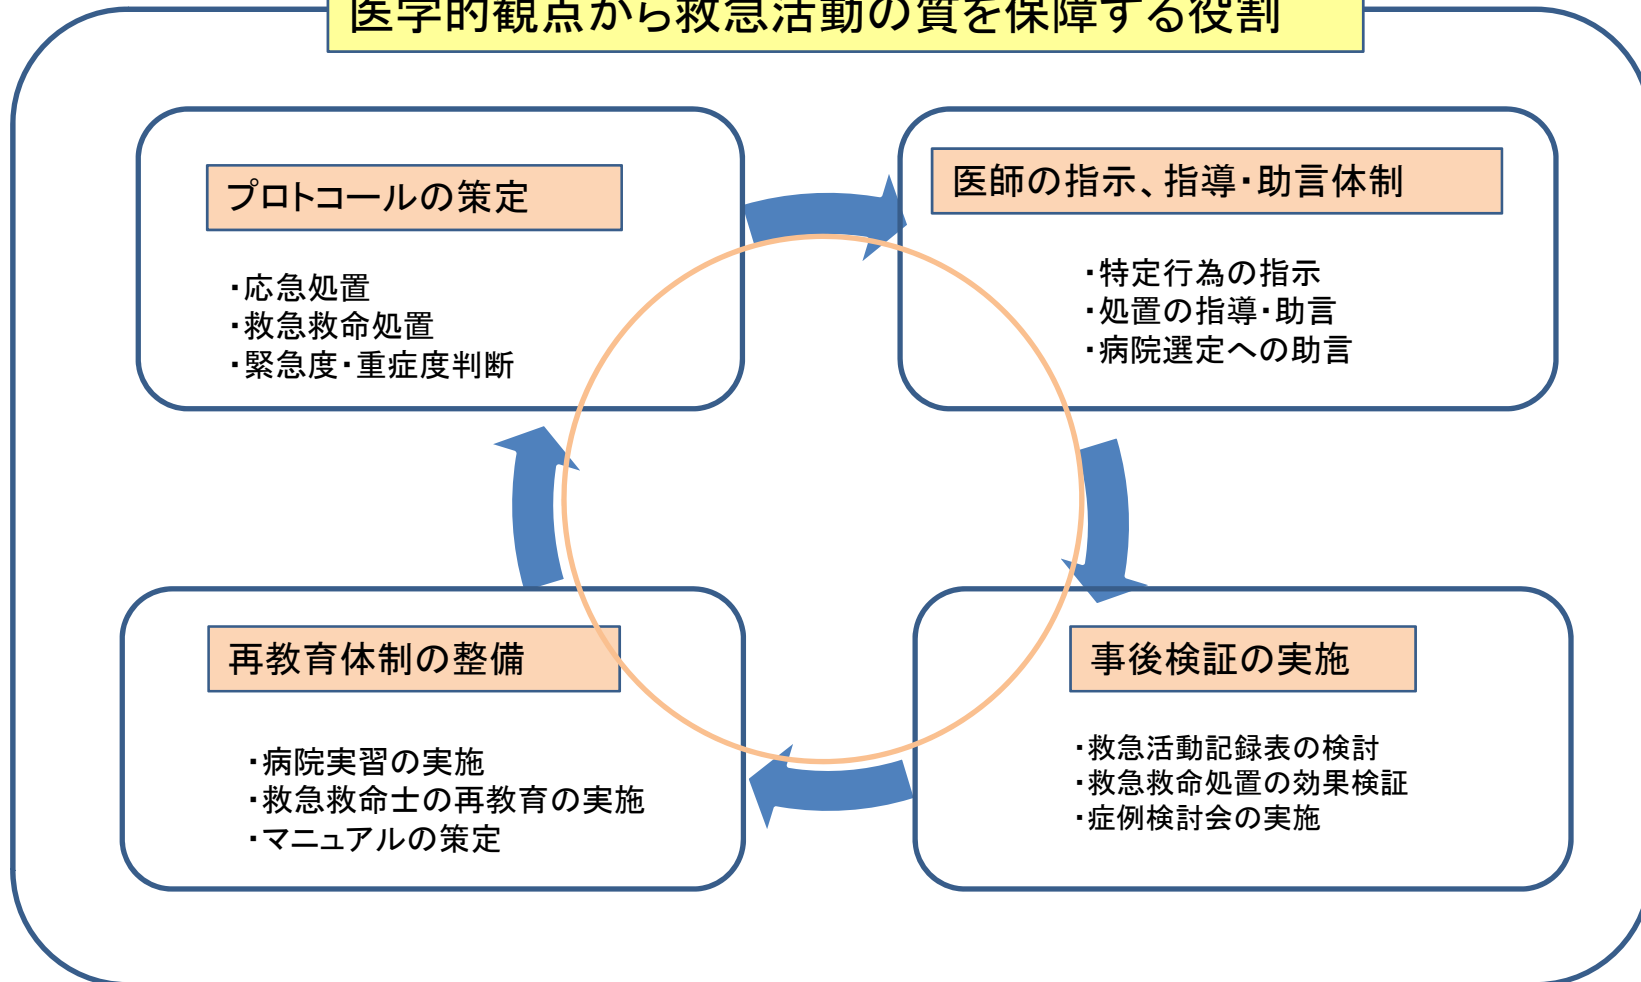 医学的観点から救急活動の質を保障する役割
プロトコールの策定
・応急処置
・救急救命処置
・緊急度・重症度判断
医師の指示、指導・助言体制
・特定行為の指示
・処置の指導・助言
・病院選定への助言
再教育体制の整備
・病院実習の実施
・救急救命士の再教育の実施
・マニュアルの策定
事後検証の実施
・救急活動記録表の検討
・救急救命処置の効果検証
・症例検討会の実施